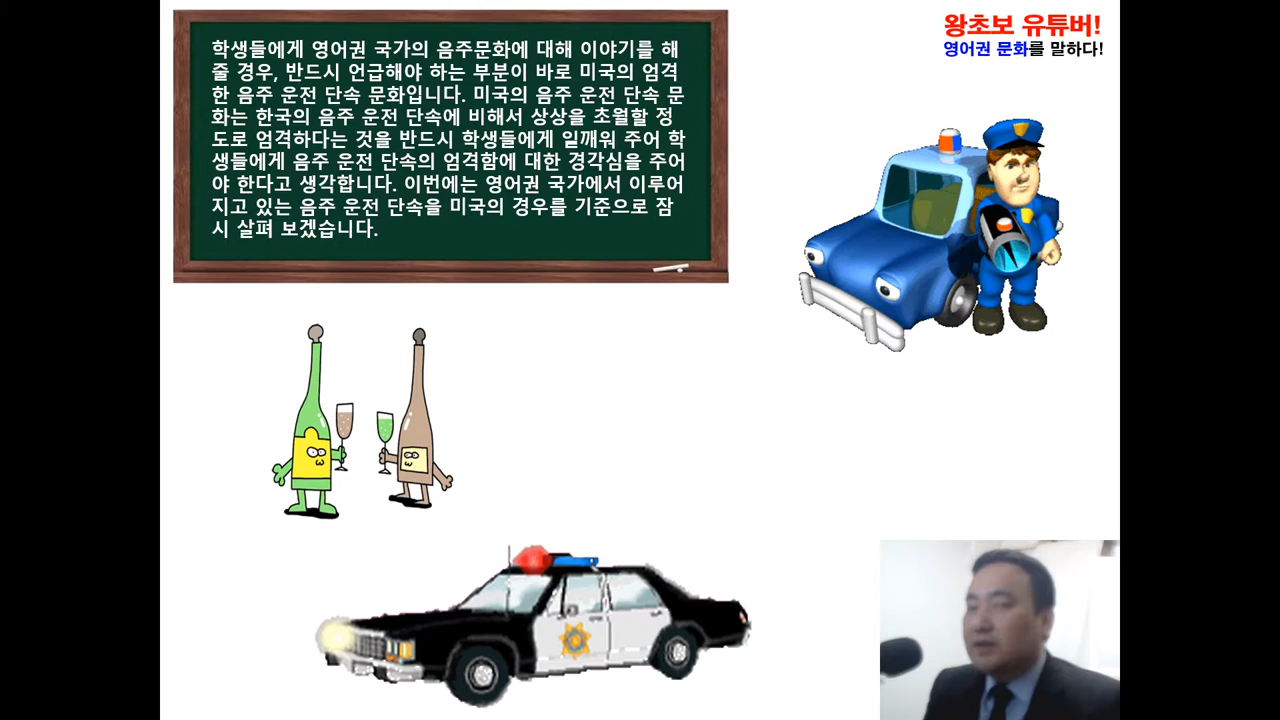 학생들에게 영어권 국가의 음주문화에 대해 이야기를 해
줄 경우, 반드시 언급해야 하는 부분이 바로 미국의 엄격
한 음주 운전 단속 문화입니다. 미국의 음주 운전 단속 문
화는 한국의 음주 운전 단속에 비해서 상상을 초월할 정
도로 엄격하다는 것을 반드시 학생들에게 일깨워 주어 학
생들에게 음주 운전 단속의 엄격함에 대한 경각심을 주어
야 한다고 생각합니다. 이번에는 영어권 국가에서 이루어
지고 있는 음주 운전 단속을 미국의 경우를 기준으로 잠
시 살펴 보겠습니다.
왕초보 유튜버!
영어권 문화를 말하다!